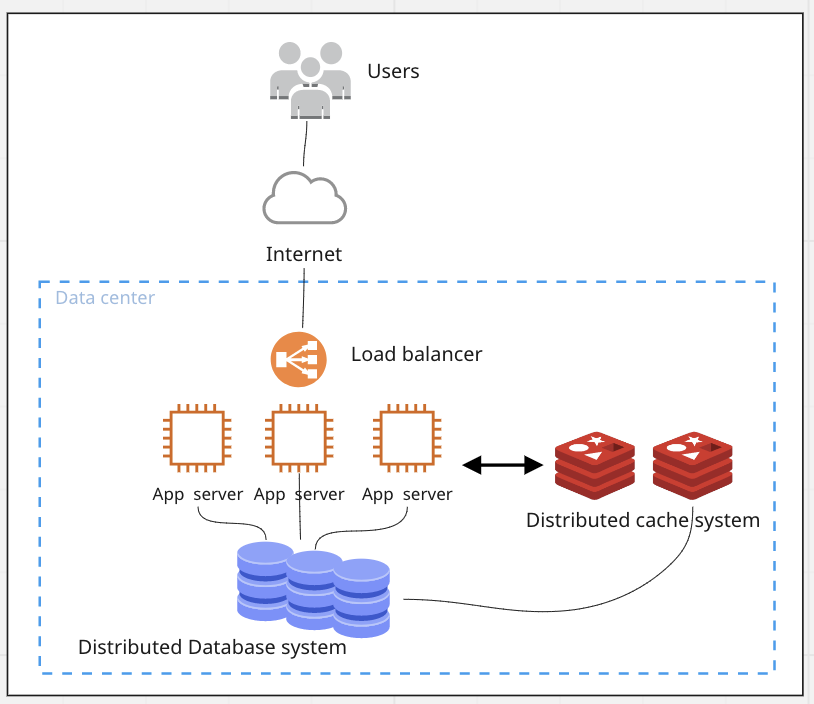 Users
Internet
Data center
Load balancer
App server
App server
App server
Distributed cache system
Distributed Database system